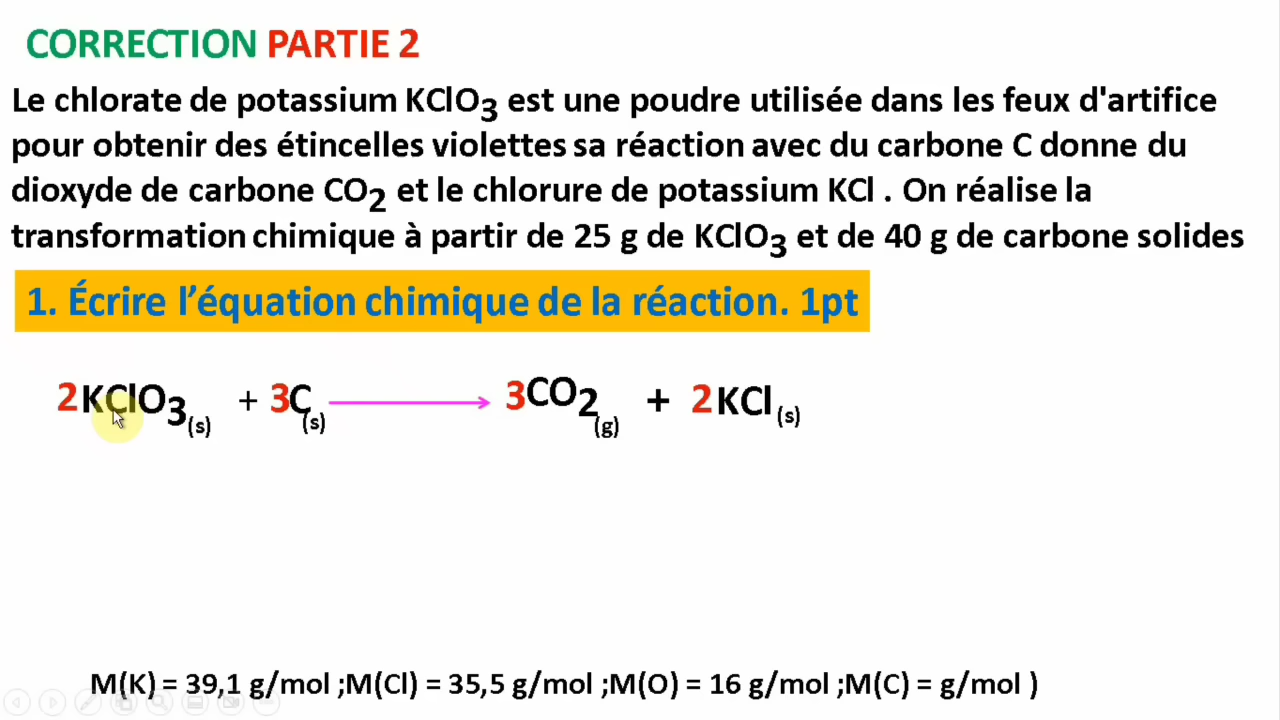 CORRECTION PARTIE 2
Le chlorate de potassium KClO3 est une poudre utilisée dans les feux d'artifice
pour obtenir des étincelles violettes sa réaction avec du carbone C donne du
dioxyde de carbone CO2 et le chlorure de potassium KCl . On réalise la
transformation chimique à partir de 25 g de KClO3 et de 40 g de carbone solides
1. Écrire l’équation chimique de la réaction. 1pt
2KClO3(s) + 3C(s) ⟶ 3CO2(g) + 2KCl(s)
M(K) = 39,1 g/mol ;M(Cl) = 35,5 g/mol ;M(O) = 16 g/mol ;M(C) = g/mol )